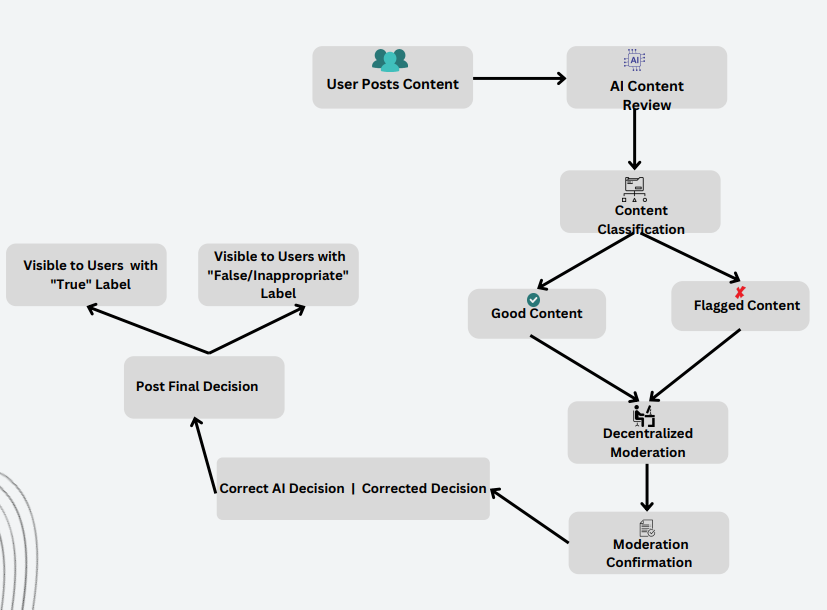 User Posts Content
AI
AI Content
Review
Content
Classification
Visible to Users with
"True" Label
Visible to Users with
"False/Inappropriate"
Label
Good Content
Flagged Content
Post Final Decision
Decentralized
Moderation
Correct AI Decision | Corrected Decision
Moderation
Confirmation